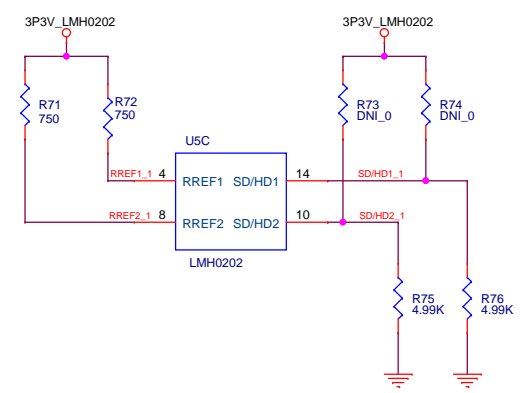 3P3V_LMH0202
3P3V_LMH0202
R71
750
R72
750
R73
DNI_0
R74
DNI_0
U5C
RREF1_1
4
RREF1
SD/HD1
14
SD/HD1_1
RREF2_1
8
RREF2
SD/HD2
10
SD/HD2_1
LMH0202
R75
4.99K
R76
4.99K